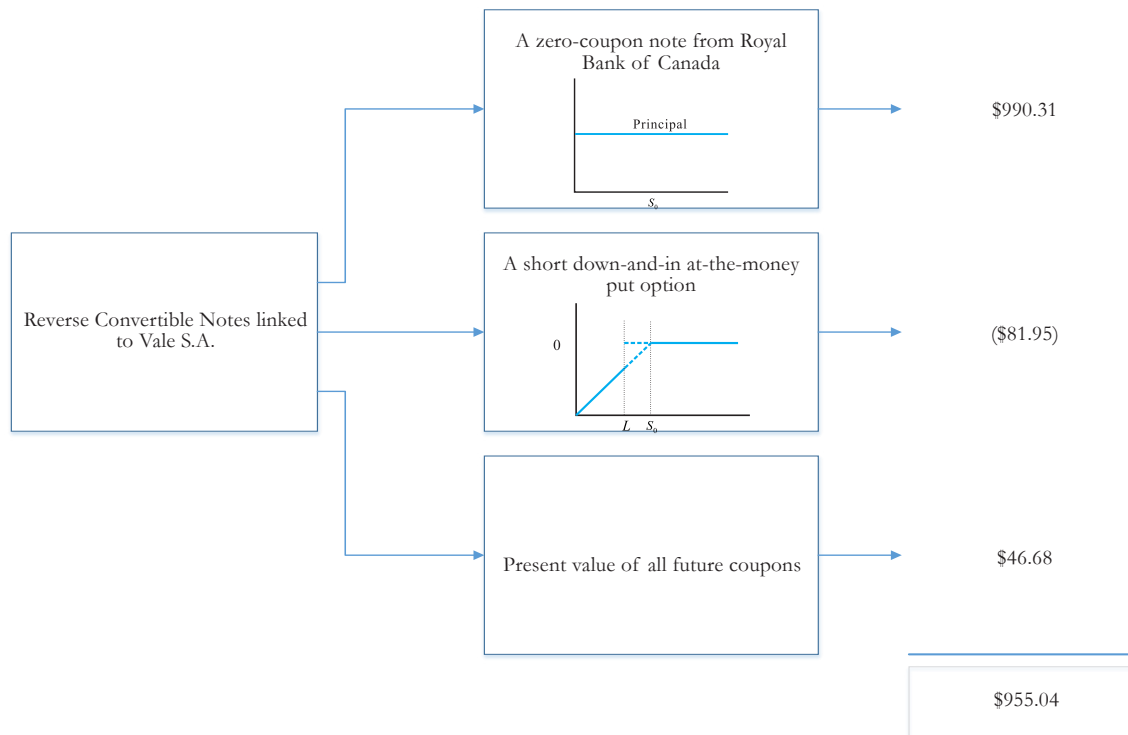 A zero-coupon note from Royal
Bank of Canada
Principal
S₀
$990.31
Reverse Convertible Notes linked
to Vale S.A.
A short down-and-in at-the-money
put option
0
L S₀
($81.95)
Present value of all future coupons
$46.68
$955.04